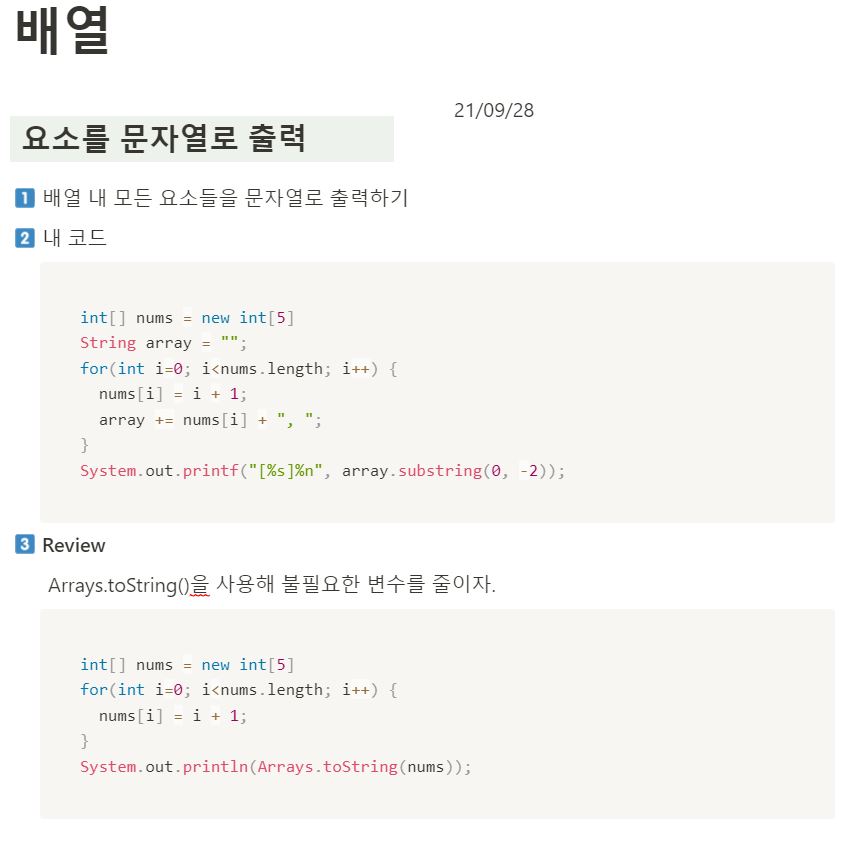 배열
21/09/28
요소를 문자열로 출력
1 배열 내 모든 요소들을 문자열로 출력하기
2 내 코드
int[] nums = new int[5]
String array = "";
for(int i=0; i<nums.length; i++) {
  nums[i] = i + 1;
  array += nums[i] + ", ";
}
System.out.printf("[%s]%n", array.substring(0, -2));
3 Review
Arrays.toString()을 사용해 불필요한 변수를 줄이자.
int[] nums = new int[5]
for(int i=0; i<nums.length; i++) {
  nums[i] = i + 1;
}
System.out.println(Arrays.toString(nums));